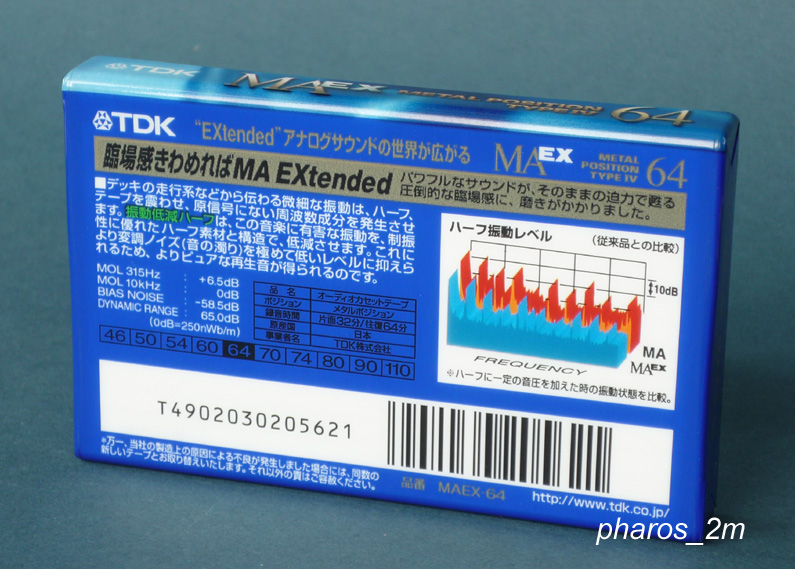 TDK MAEX METAL POSITION TYPE IV 64
TDK
"EXtended"アナログサウンドの世界が広がる
MAEX METAL POSITION TYPE IV 64
臨場感きわめればMA EXtended
パワフルなサウンドが、そのままの迫力で甦る
圧倒的な臨場感に、磨きがかかりました。
■デッキの走行系などから伝わる微細な振動は、ハーフ、
テープを震わせ、原信号にない周波数成分を発生させ
ます。振動低減ハーフは、この音楽に有害な振動を、制振
性に優れたハーフ素材と構造で、低減させます。これに
より変調ノイズ(音の濁り)を極めて低いレベルに抑えら
れるため、よりピュアな再生音が得られるのです。
MOL 315Hz : +6.5dB
MOL 10kHz : 0dB
BIAS NOISE : -58.5dB
DYNAMIC RANGE : 65.0dB
(0dB=250nWb/m)
品 名 オーディオカセットテープ
ポジション メタルポジション
録音時間 片面32分/往復64分
原産国 日本
事業者名 TDK株式会社
46 50 54 60 64 70 74 80 90 110
ハーフ振動レベル (従来品との比較)
10dB
MA
MAEX
FREQUENCY
※ハーフに一定の音圧を加えた時の振動状態を比較。
T4902030205621
*万一、当社の製造上の原因による不良が発生しました場合には、同数の
新しいテープとお取り替えいたします。それ以外の責はご容赦ください。
品番 MAEX-64
http://www.tdk.co.jp/
pharos_2m